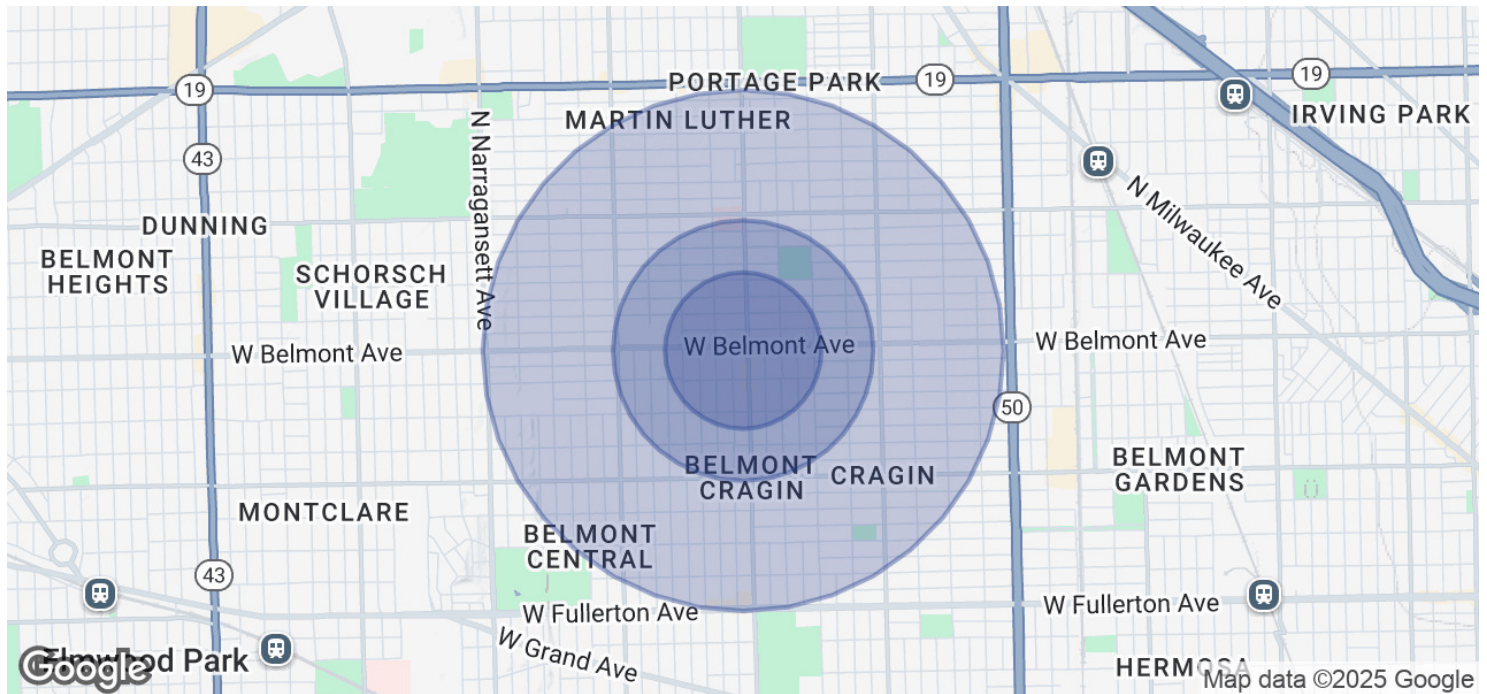 PORTAGE PARK
19
19
19
MARTIN LUTHER
IRVING PARK
N Narragansett Ave
43
N Milwaukee Ave
DUNNING
BELMONT
HEIGHTS
SCHORSCH
VILLAGE
W Belmont Ave
W Belmont Ave
W Belmont Ave
50
BELMONT
CRAGIN
CRAGIN
BELMONT
GARDENS
MONTCLARE
BELMONT
CENTRAL
43
W Fullerton Ave
W Fullerton Ave
W Grand Ave
Elmwood Park
Google
HERMOSA
Map data ©2025 Google